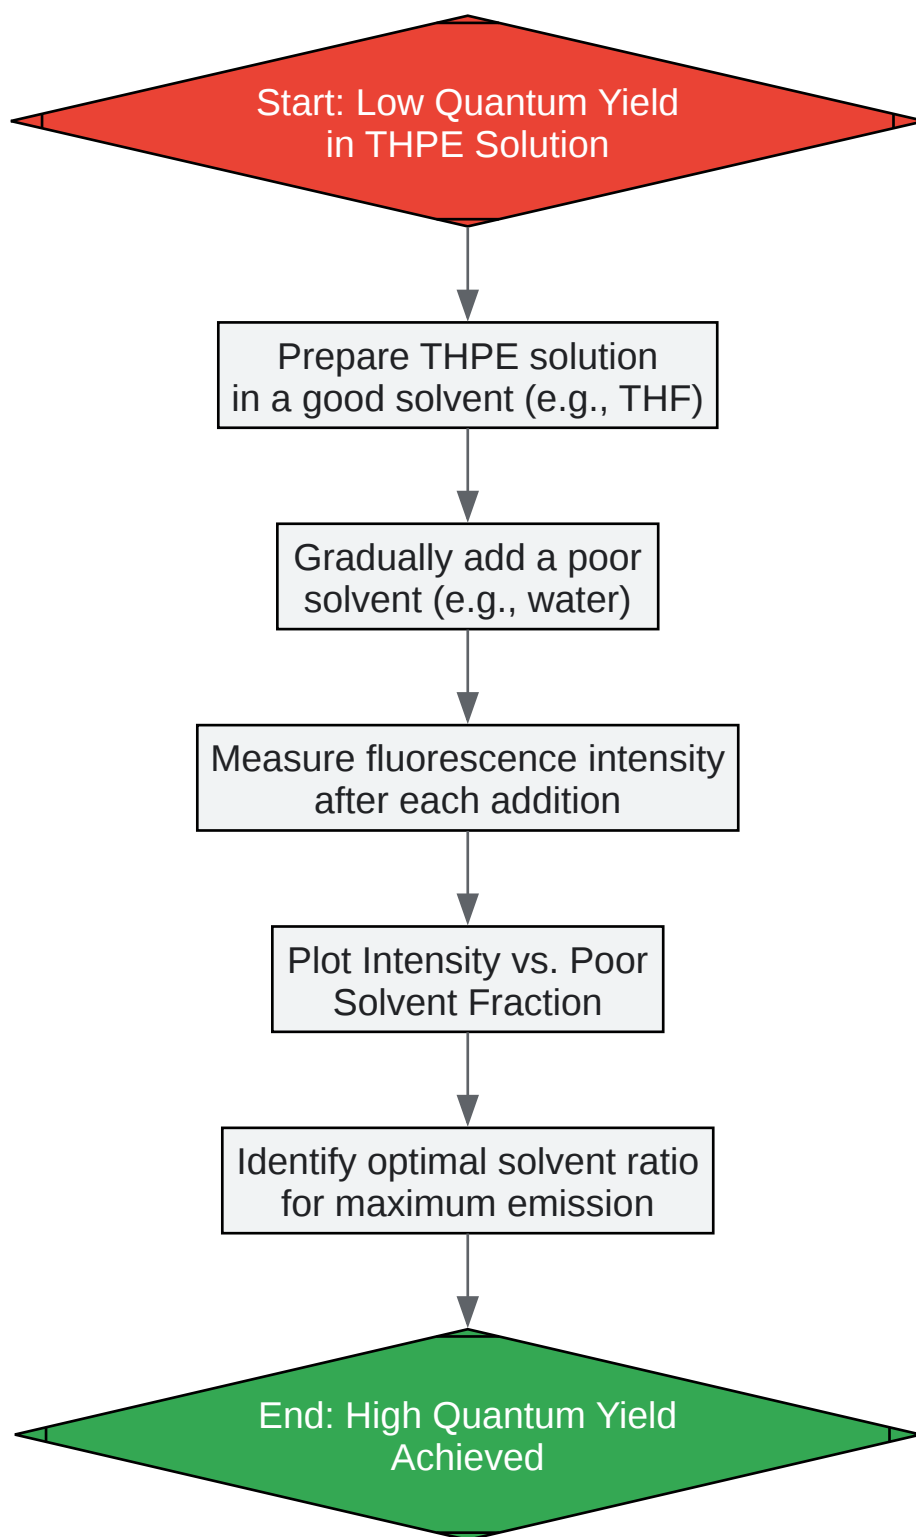 Start: Low Quantum Yield
in THPE Solution
Prepare THPE solution
in a good solvent (e.g., THF)
Gradually add a poor
solvent (e.g., water)
Measure fluorescence intensity
after each addition
Plot Intensity vs. Poor
Solvent Fraction
Identify optimal solvent ratio
for maximum emission
End: High Quantum Yield
Achieved